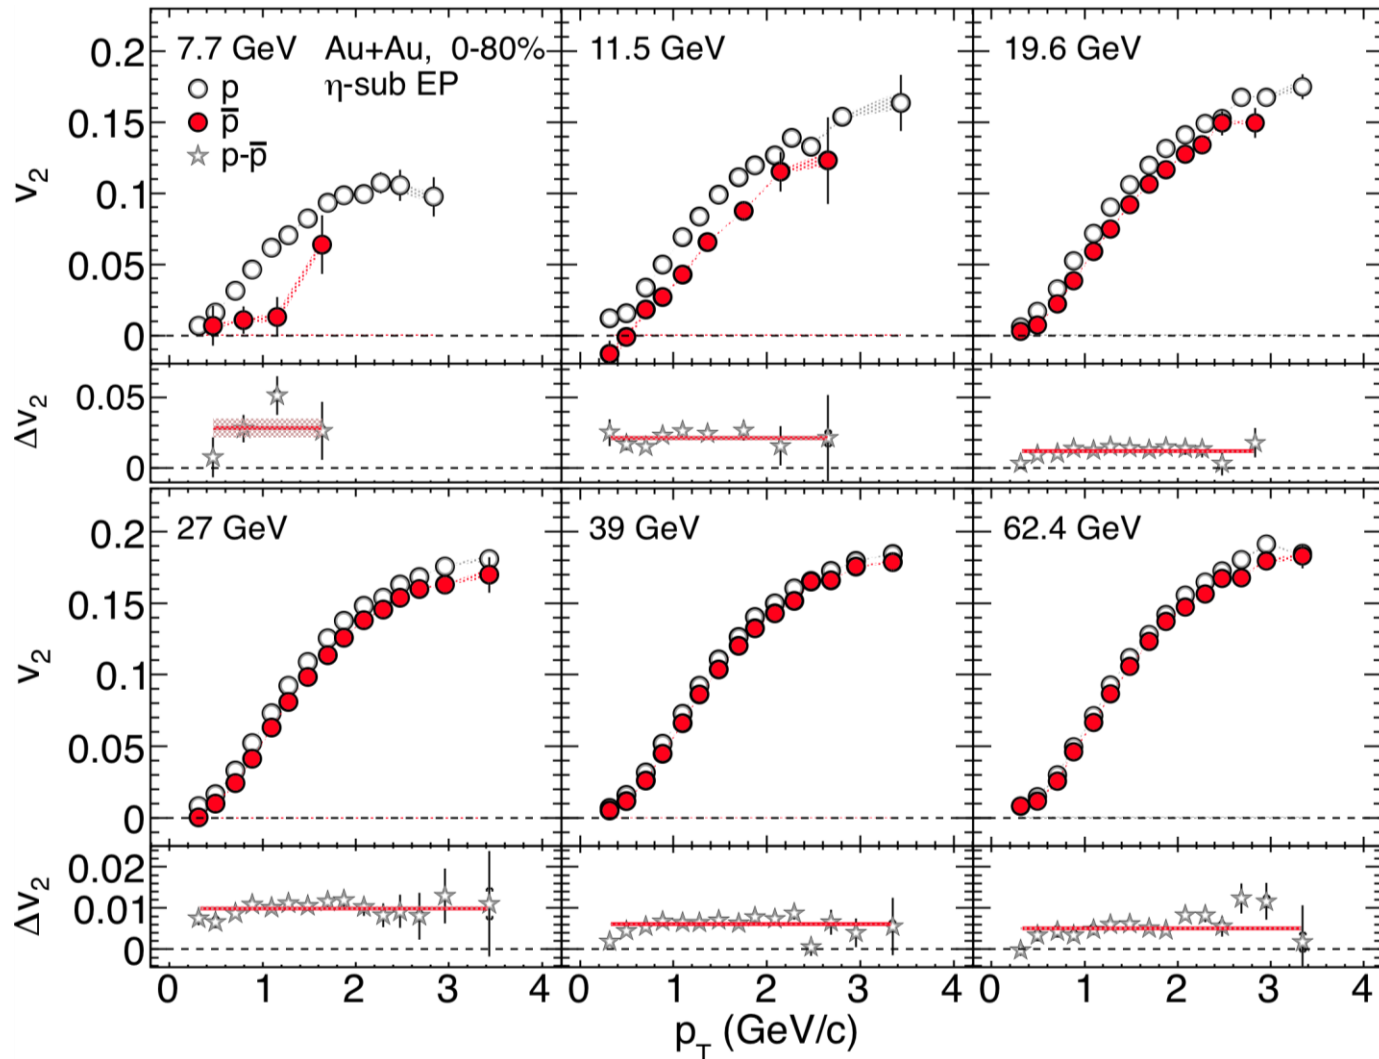 7.7 GeV Au+Au, 0-80%
η-sub EP
p
p̅
p-p̅
11.5 GeV
19.6 GeV
v₂
0.2
0.15
0.1
0.05
0
Δv₂
0.05
0
27 GeV
39 GeV
62.4 GeV
v₂
0.2
0.15
0.1
0.05
0
Δv₂
0.02
0.01
0
0 1 2 3 4 0 1 2 3 4 0 1 2 3 4
p_T (GeV/c)